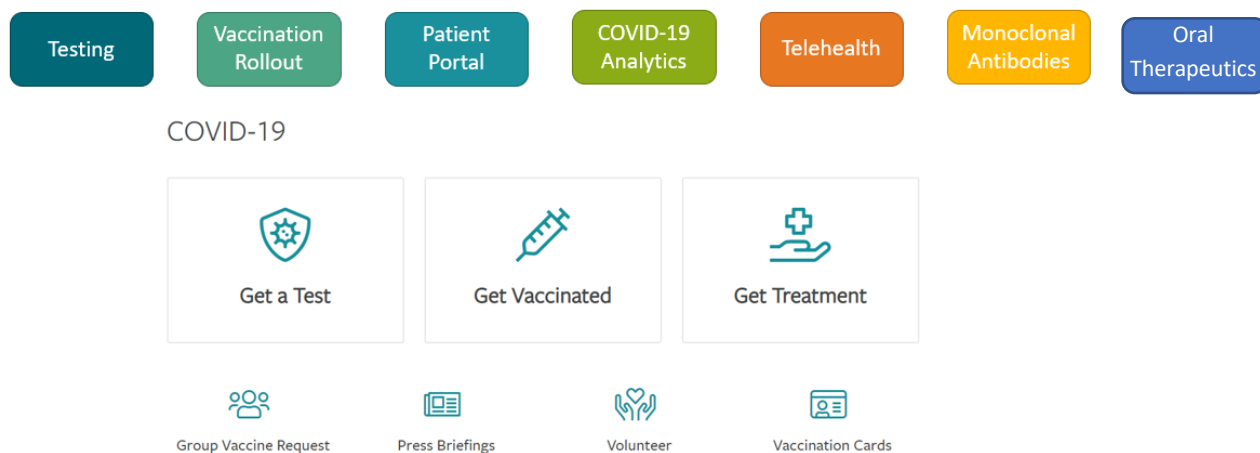 Testing
Vaccination
Rollout
Patient
Portal
COVID-19
Analytics
Telehealth
Monoclonal
Antibodies
Oral
Therapeutics
COVID-19
Get a Test
Get Vaccinated
Get Treatment
Group Vaccine Request
Press Briefings
Volunteer
Vaccination Cards